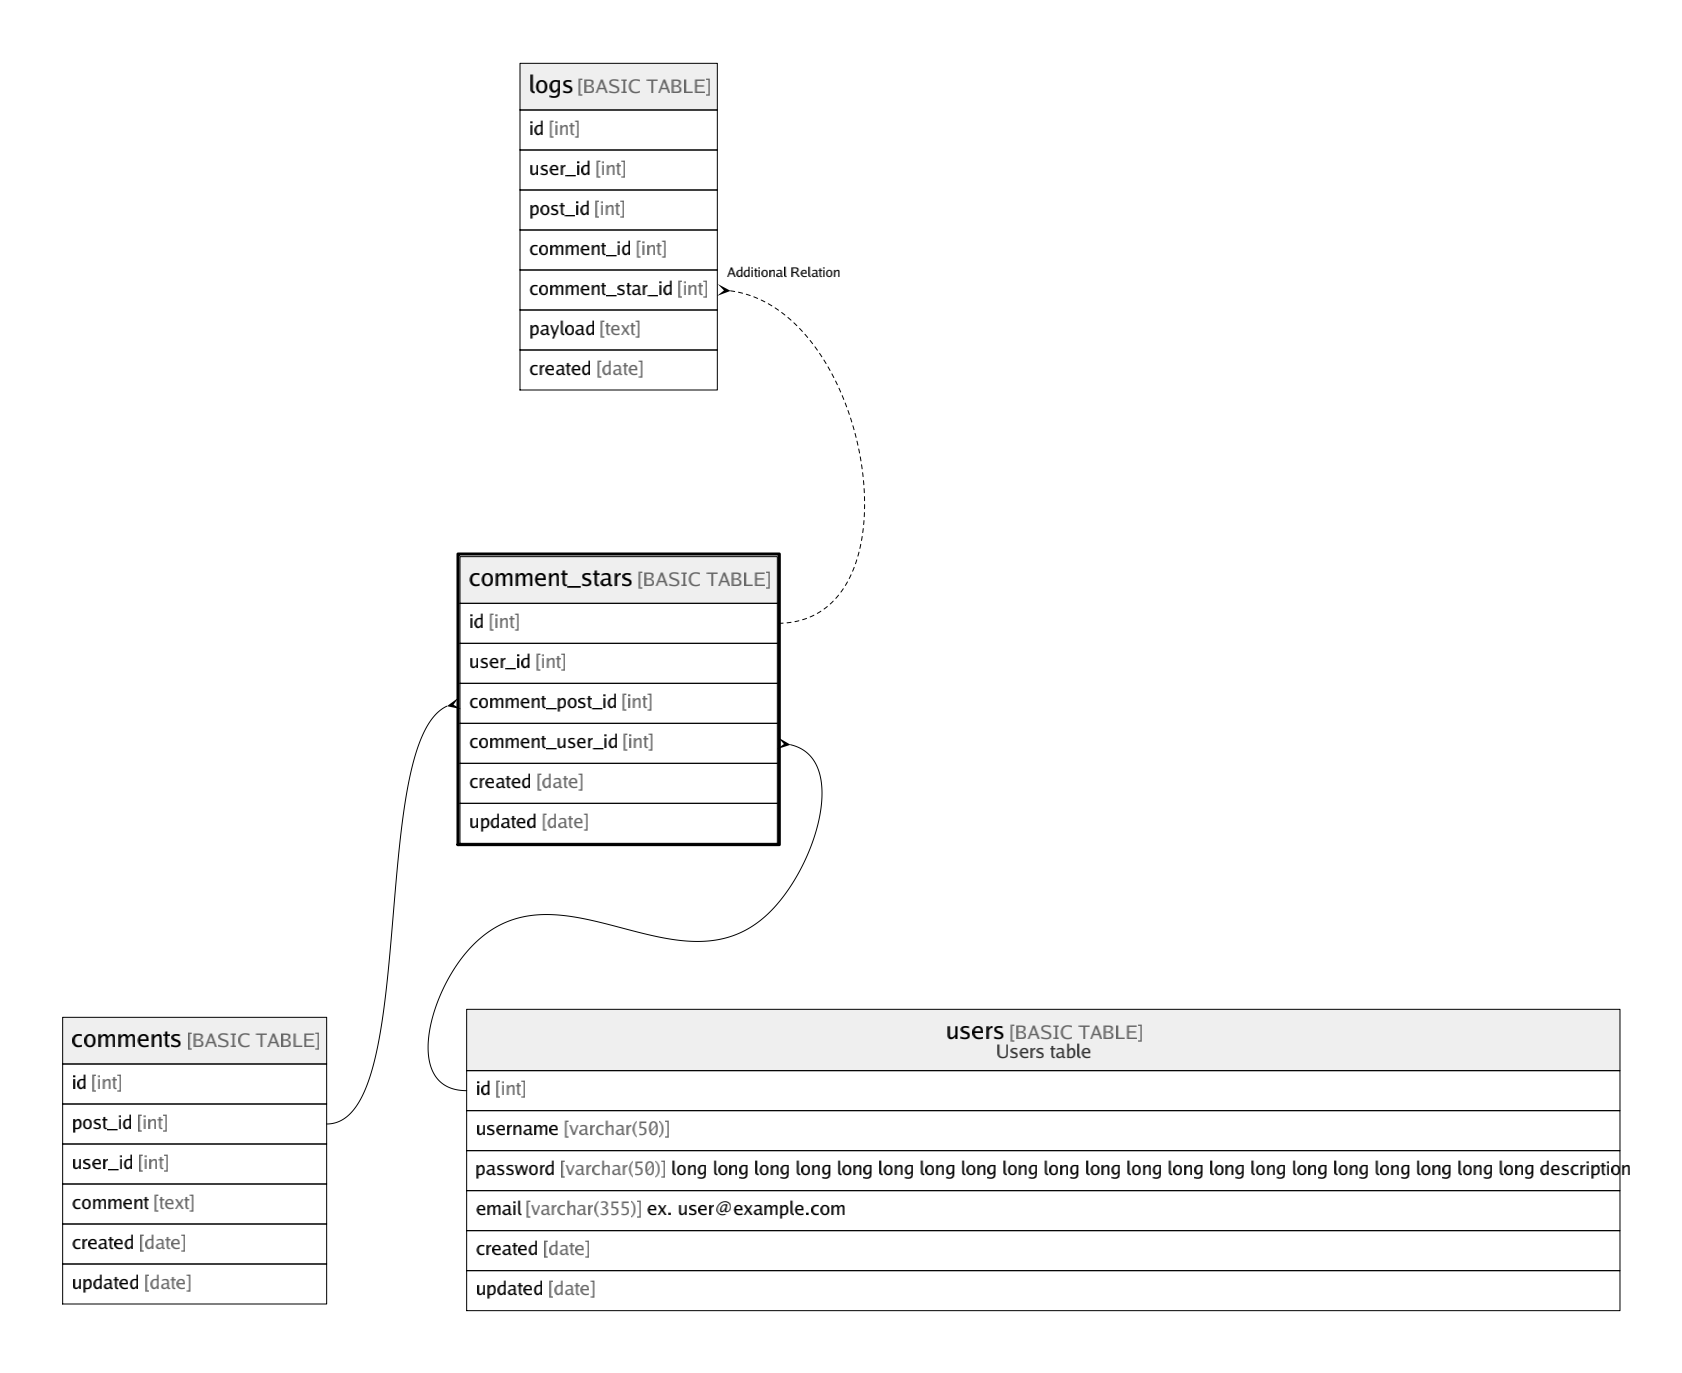 logs [BASIC TABLE]
id [int]
user_id [int]
post_id [int]
comment_id [int]
Additional Relation
comment_star_id [int]
payload [text]
created [date]
comment_stars [BASIC TABLE]
id [int]
user_id [int]
comment_post_id [int]
comment_user_id [int]
created [date]
updated [date]
comments [BASIC TABLE]
id [int]
post_id [int]
user_id [int]
comment [text]
created [date]
updated [date]
users [BASIC TABLE]
Users table
id [int]
username [varchar(50)]
password [varchar(50)] long long long long long long long long long long long long long long long long long long long long long description
email [varchar(355)] ex. user@example.com
created [date]
updated [date]